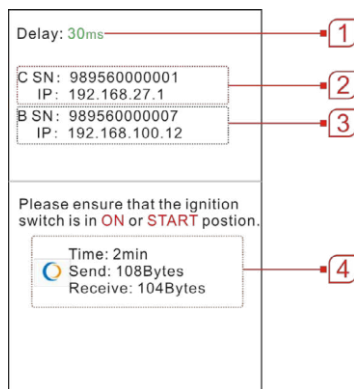 Delay: 30ms
1
C SN: 989560000001
IP: 192.168.27.1
2
B SN: 989560000007
IP: 192.168.100.12
3
Please ensure that the ignition
switch is in ON or START postion.
Time: 2min
Send: 108Bytes
Receive: 104Bytes
4